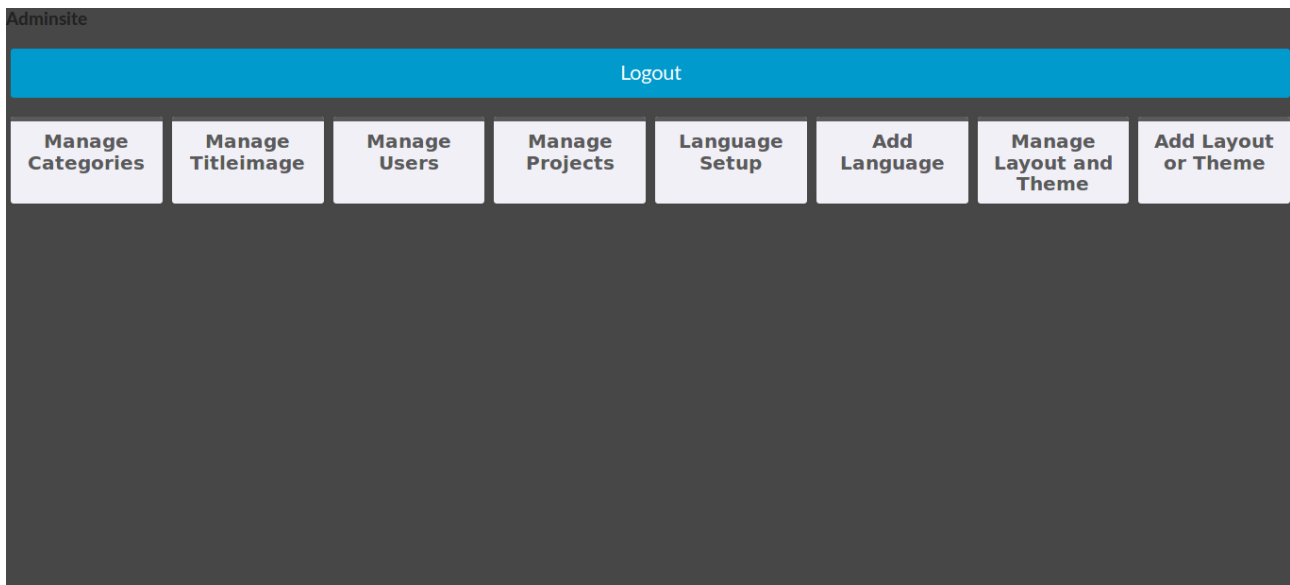 Adminsite
Logout
Manage
Categories
Manage
Titleimage
Manage
Users
Manage
Projects
Language
Setup
Add
Language
Manage
Layout and
Theme
Add Layout
or Theme